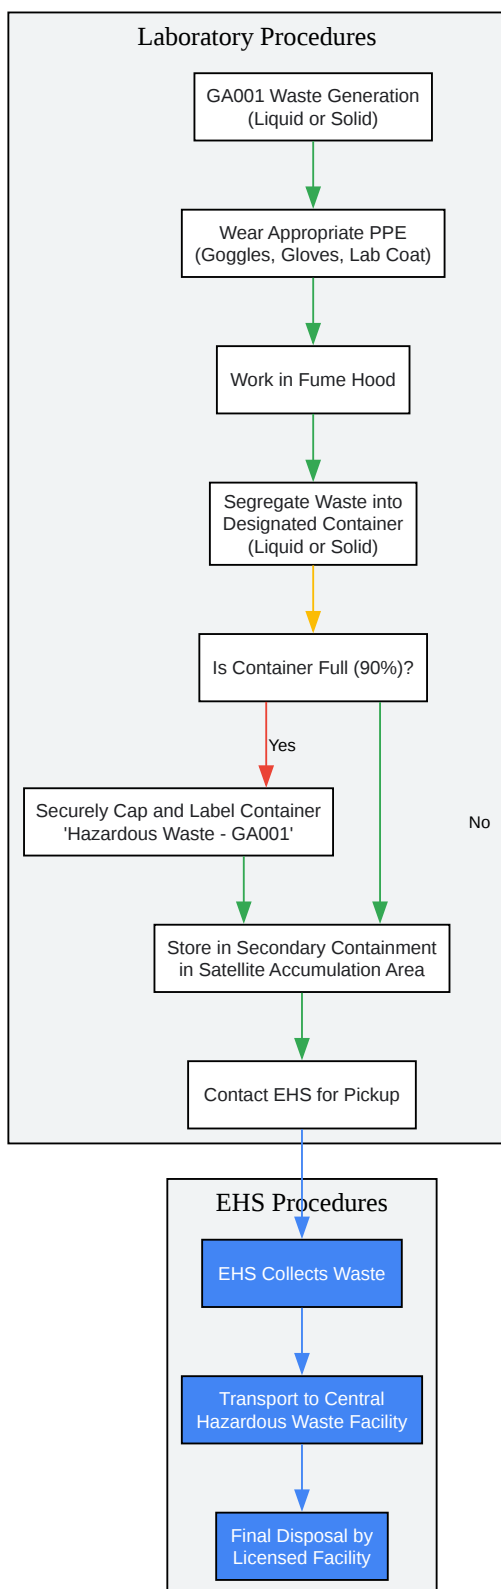 Laboratory Procedures
GA001 Waste Generation
(Liquid or Solid)
Wear Appropriate PPE
(Goggles, Gloves, Lab Coat)
Work in Fume Hood
Segregate Waste into
Designated Container
(Liquid or Solid)
Is Container Full (90%)?
Yes
Securely Cap and Label Container
'Hazardous Waste - GA001'
No
Store in Secondary Containment
in Satellite Accumulation Area
Contact EHS for Pickup
EHS Procedures
EHS Collects Waste
Transport to Central
Hazardous Waste Facility
Final Disposal by
Licensed Facility